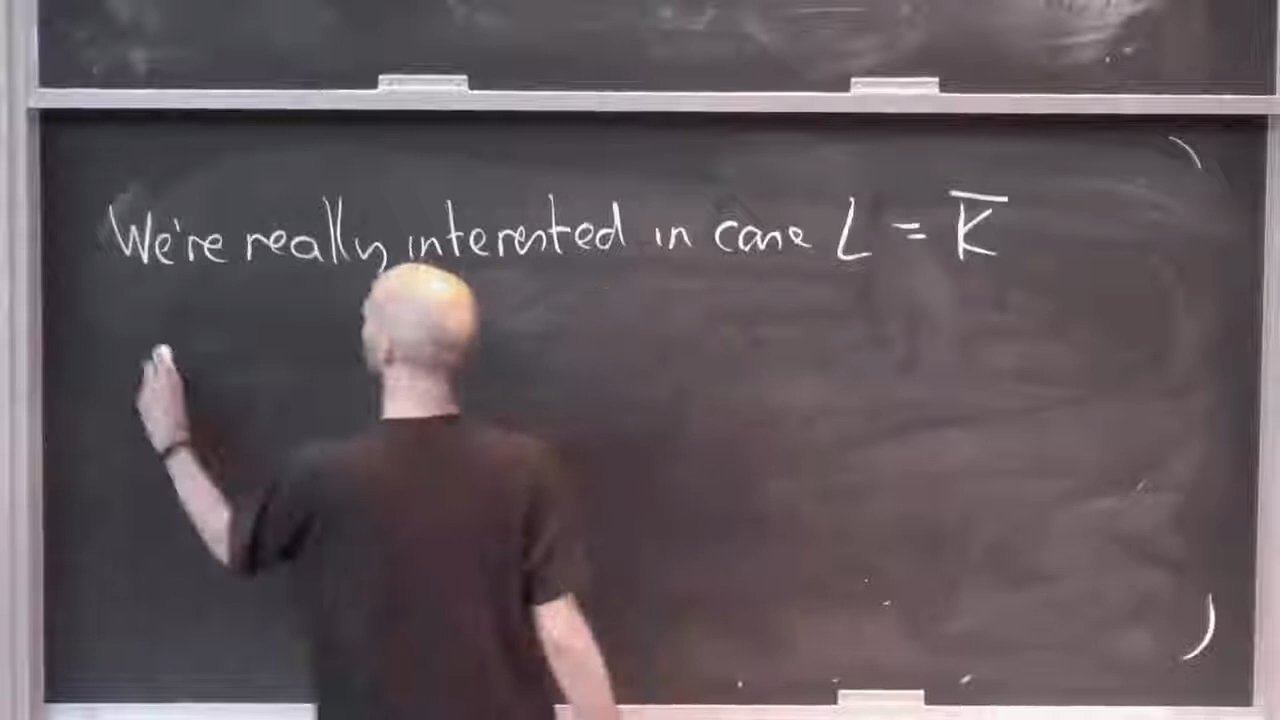 We're really interested in case L = K̅